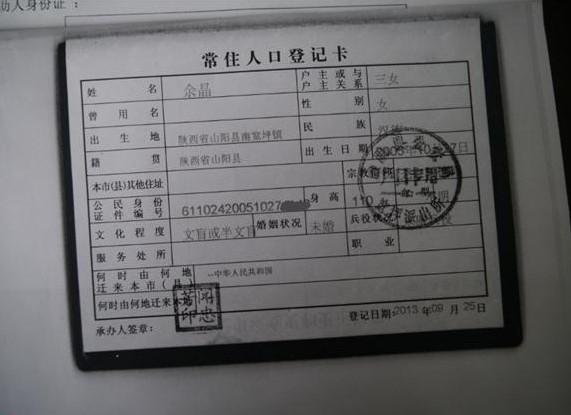 助人身份证：
常住人口登记卡
姓名 余晶 户主或与户主关系 三女
曾用名 性别 女
出生地 陕西省山阳县南宽坪镇 民族 汉族
籍贯 陕西省山阳县 出生日期
本市(县)其他住址 宗教信仰
公民身份证件编号 61102420051027 身高 110
文化程度 文盲或半文盲 婚姻状况 未婚 兵役状况
服务处所 职业
何时由何地迁来本市(县) --中华人民共和国
何时由何地迁来本址
承办人签章： 登记日期:2013 年 09 月 25日